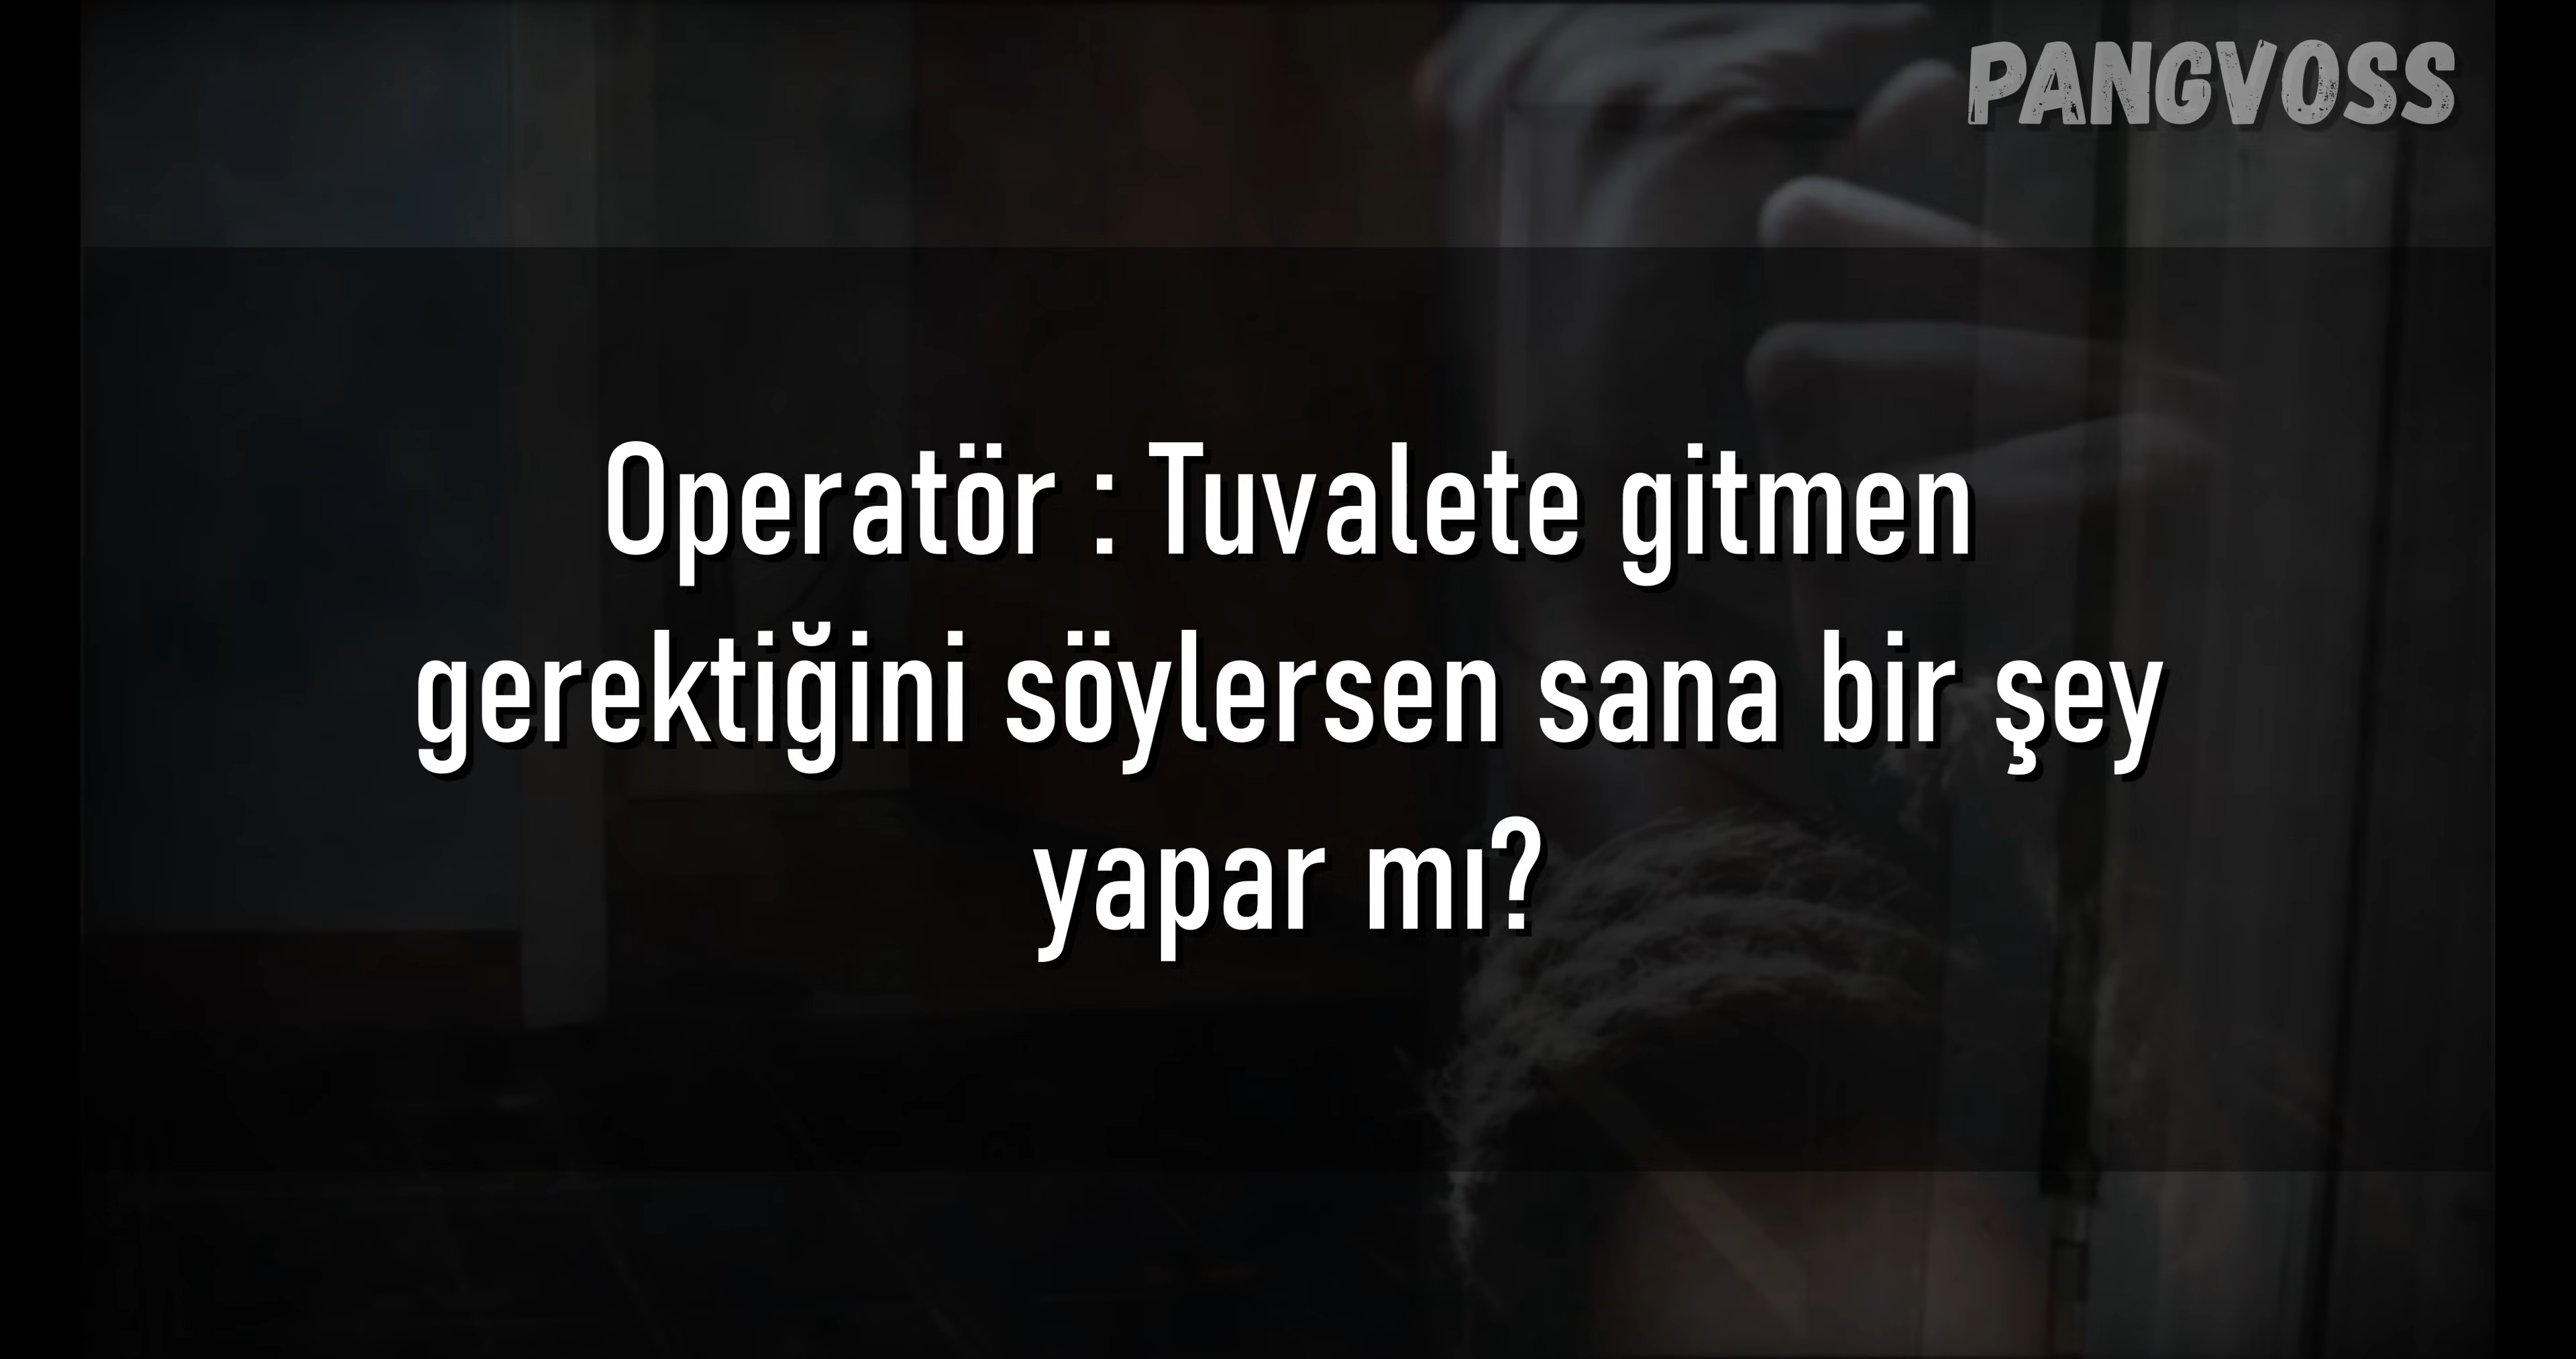 PANGVOSS
Operatör : Tuvalete gitmen
gerektiğini söylersen sana bir şey
yapar mı?